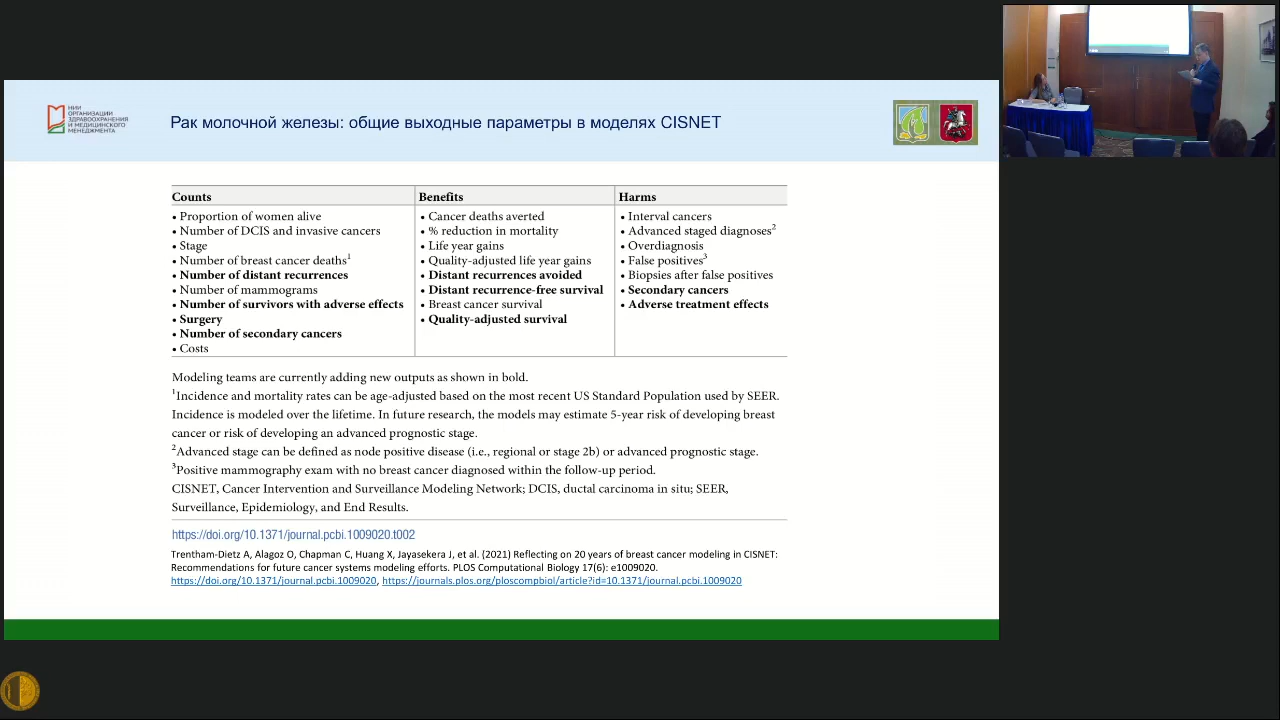 НИИ
ОРГАНИЗАЦИИ
ЗДРАВООХРАНЕНИЯ
И МЕДИЦИНСКОГО
МЕНЕДЖМЕНТА
Рак молочной железы: общие выходные параметры в моделях CISNET
Counts
• Proportion of women alive
• Number of DCIS and invasive cancers
• Stage
• Number of breast cancer deaths1
• Number of distant recurrences
• Number of mammograms
• Number of survivors with adverse effects
• Surgery
• Number of secondary cancers
• Costs
Benefits
• Cancer deaths averted
• % reduction in mortality
• Life year gains
• Quality-adjusted life year gains
• Distant recurrences avoided
• Distant recurrence-free survival
• Breast cancer survival
• Quality-adjusted survival
Harms
• Interval cancers
• Advanced staged diagnoses2
• Overdiagnosis
• False positives3
• Biopsies after false positives
• Secondary cancers
• Adverse treatment effects
Modeling teams are currently adding new outputs as shown in bold.
1Incidence and mortality rates can be age-adjusted based on the most recent US Standard Population used by SEER.
Incidence is modeled over the lifetime. In future research, the models may estimate 5-year risk of developing breast
cancer or risk of developing an advanced prognostic stage.
2Advanced stage can be defined as node positive disease (i.e., regional or stage 2b) or advanced prognostic stage.
3Positive mammography exam with no breast cancer diagnosed within the follow-up period.
CISNET, Cancer Intervention and Surveillance Modeling Network; DCIS, ductal carcinoma in situ; SEER,
Surveillance, Epidemiology, and End Results.
https://doi.org/10.1371/journal.pcbi.1009020.t002
Trentham-Dietz A, Alagoz O, Chapman C, Huang X, Jayasekera J, et al. (2021) Reflecting on 20 years of breast cancer modeling in CISNET:
Recommendations for future cancer systems modeling efforts. PLOS Computational Biology 17(6): e1009020.
https://doi.org/10.1371/journal.pcbi.1009020, https://journals.plos.org/ploscompbiol/article?id=10.1371/journal.pcbi.1009020